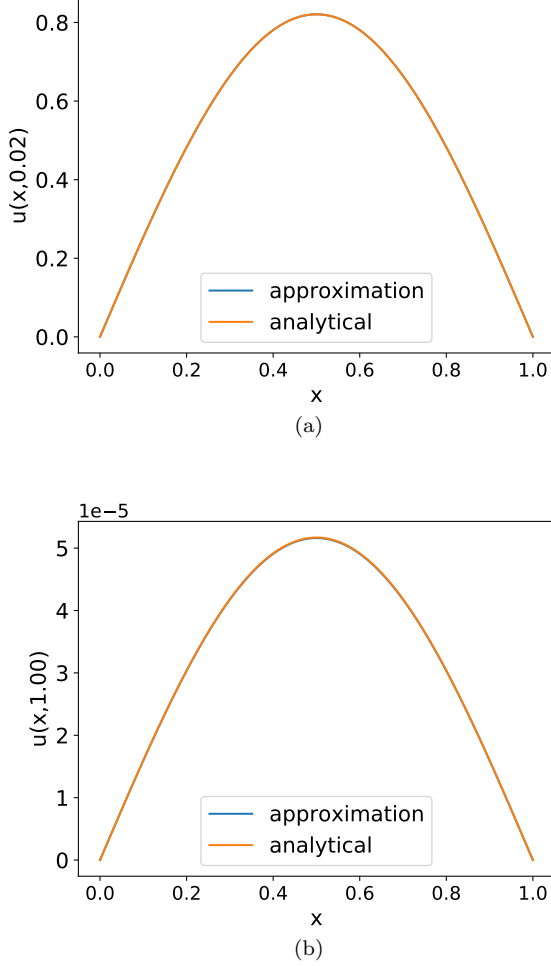 0.8
0.6
0.4
0.2
0.0
u(x,0.02)
approximation
analytical
0.0 0.2 0.4 0.6 0.8 1.0
x
(a)
1e−5
5
4
3
2
1
0
u(x,1.00)
approximation
analytical
0.0 0.2 0.4 0.6 0.8 1.0
x
(b)